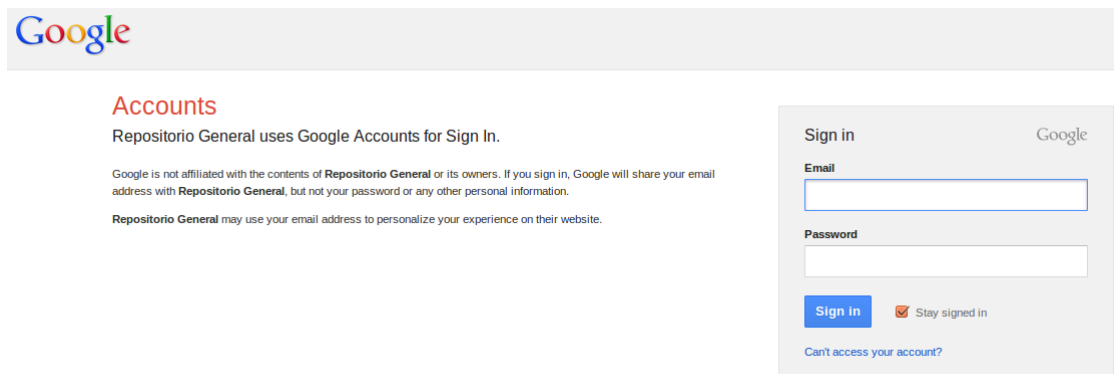 Google
Accounts
Repositorio General uses Google Accounts for Sign In.
Google is not affiliated with the contents of Repositorio General or its owners. If you sign in, Google will share your email
address with Repositorio General, but not your password or any other personal information.
Repositorio General may use your email address to personalize your experience on their website.
Sign in Google
Email
Password
Sign in Stay signed in
Can't access your account?